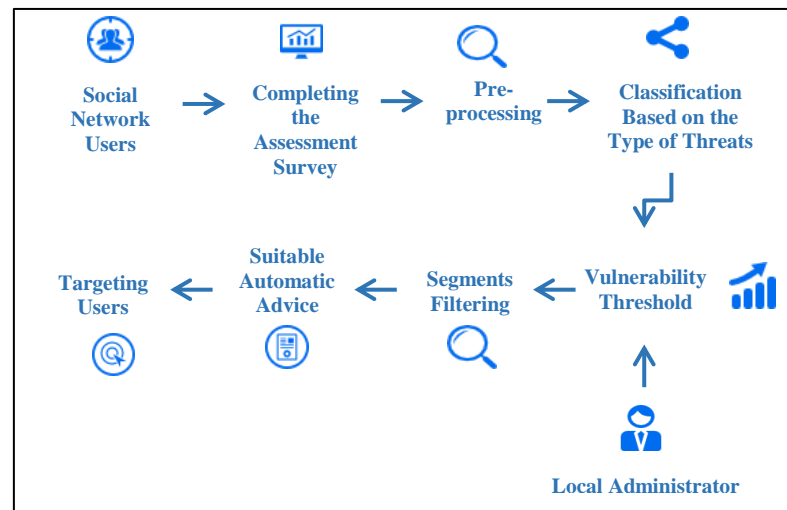 Social
Network
Users
Completing
the
Assessment
Survey
Pre-
processing
Classification
Based on the
Type of Threats
Targeting
Users
Suitable
Automatic
Advice
Segments
Filtering
Vulnerability
Threshold
Local Administrator